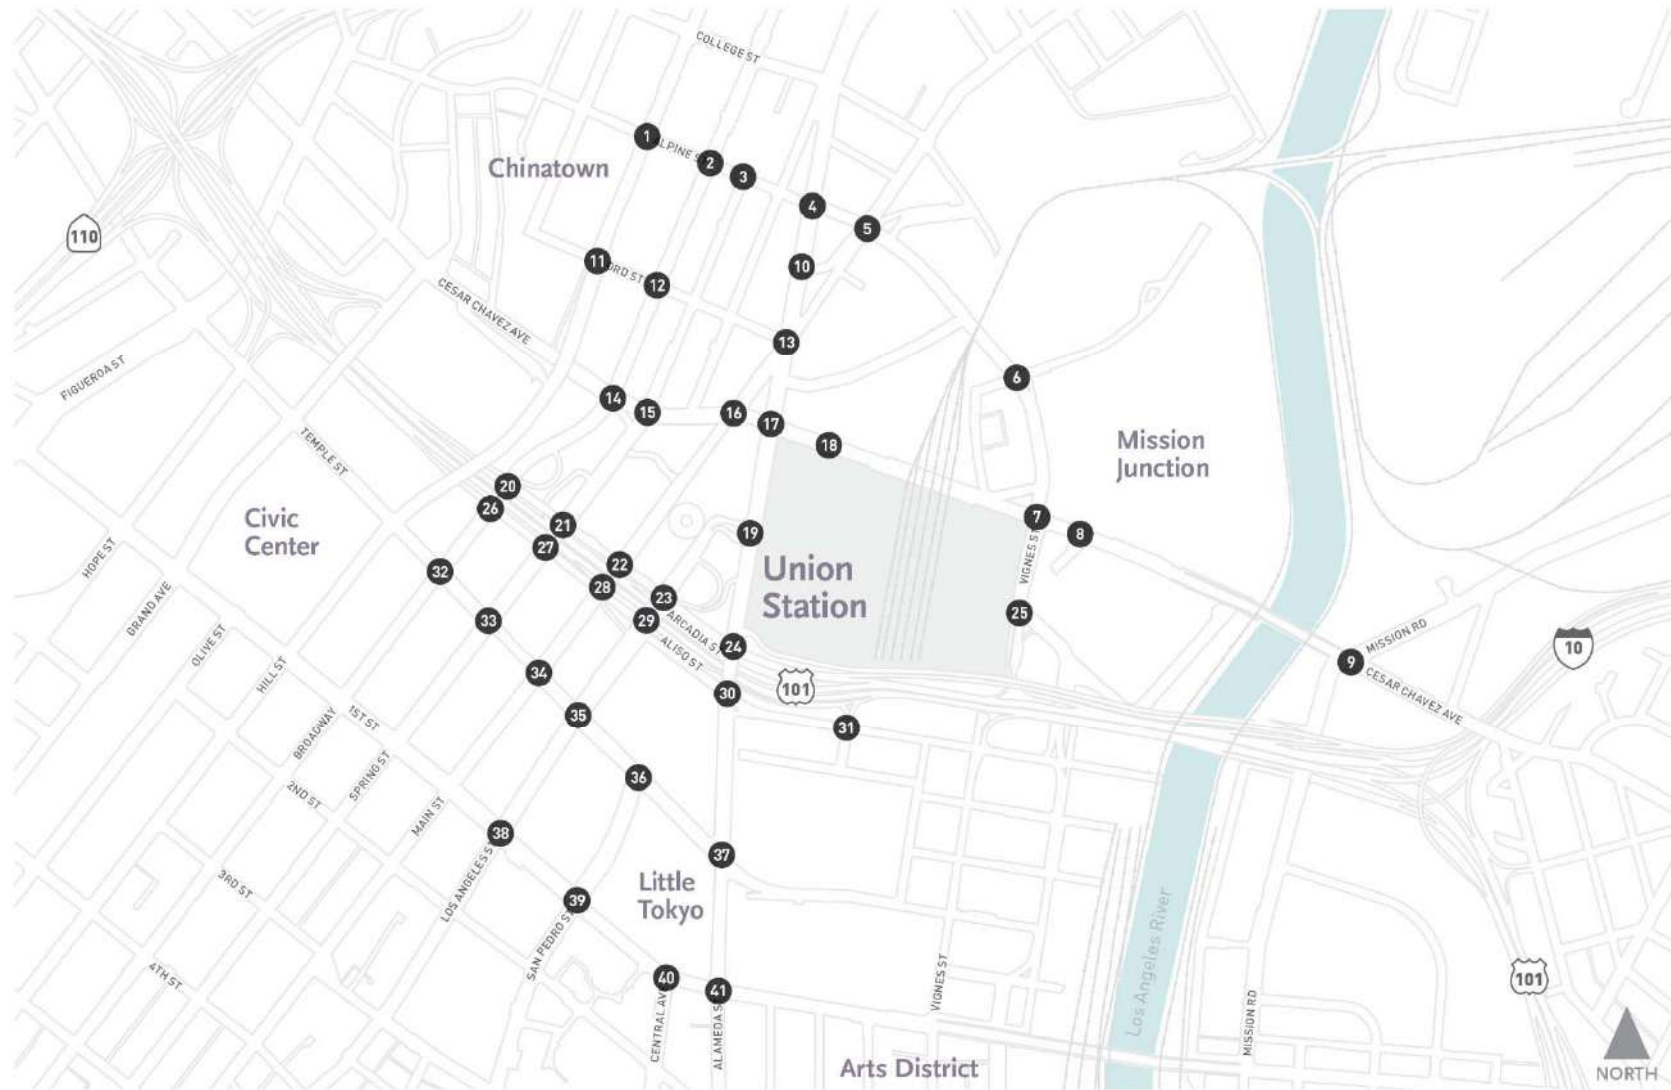 COLLEGE ST
1
ALPINE S
2
3
Chinatown
4
5
110
11
ORD ST
12
10
CESAR CHAVEZ AVE
13
FIGUEROA ST
6
14
15
16
17
18
TEMPLE ST
Mission
Junction
20
26
Civic
Center
21
27
19
7
8
VIGNES S
Union
Station
22
28
32
HOPE ST
GRAND AVE
23
29
ARCADIA ST
ALISO ST
24
25
33
OLIVE ST
MISSION RD
9
10
CESAR CHAVEZ AVE
34
HILL ST
30
101
31
35
BROADWAY
1ST ST
SPRING ST
36
2ND ST
MAIN ST
38
37
3RD ST
LOS ANGELES S
39
Little
Tokyo
SAN PEDRO S
Los Angeles River
4TH ST
40
41
CENTRAL AV
ALAMEDA S
VIGNES ST
MISSION RD
101
Arts District
NORTH